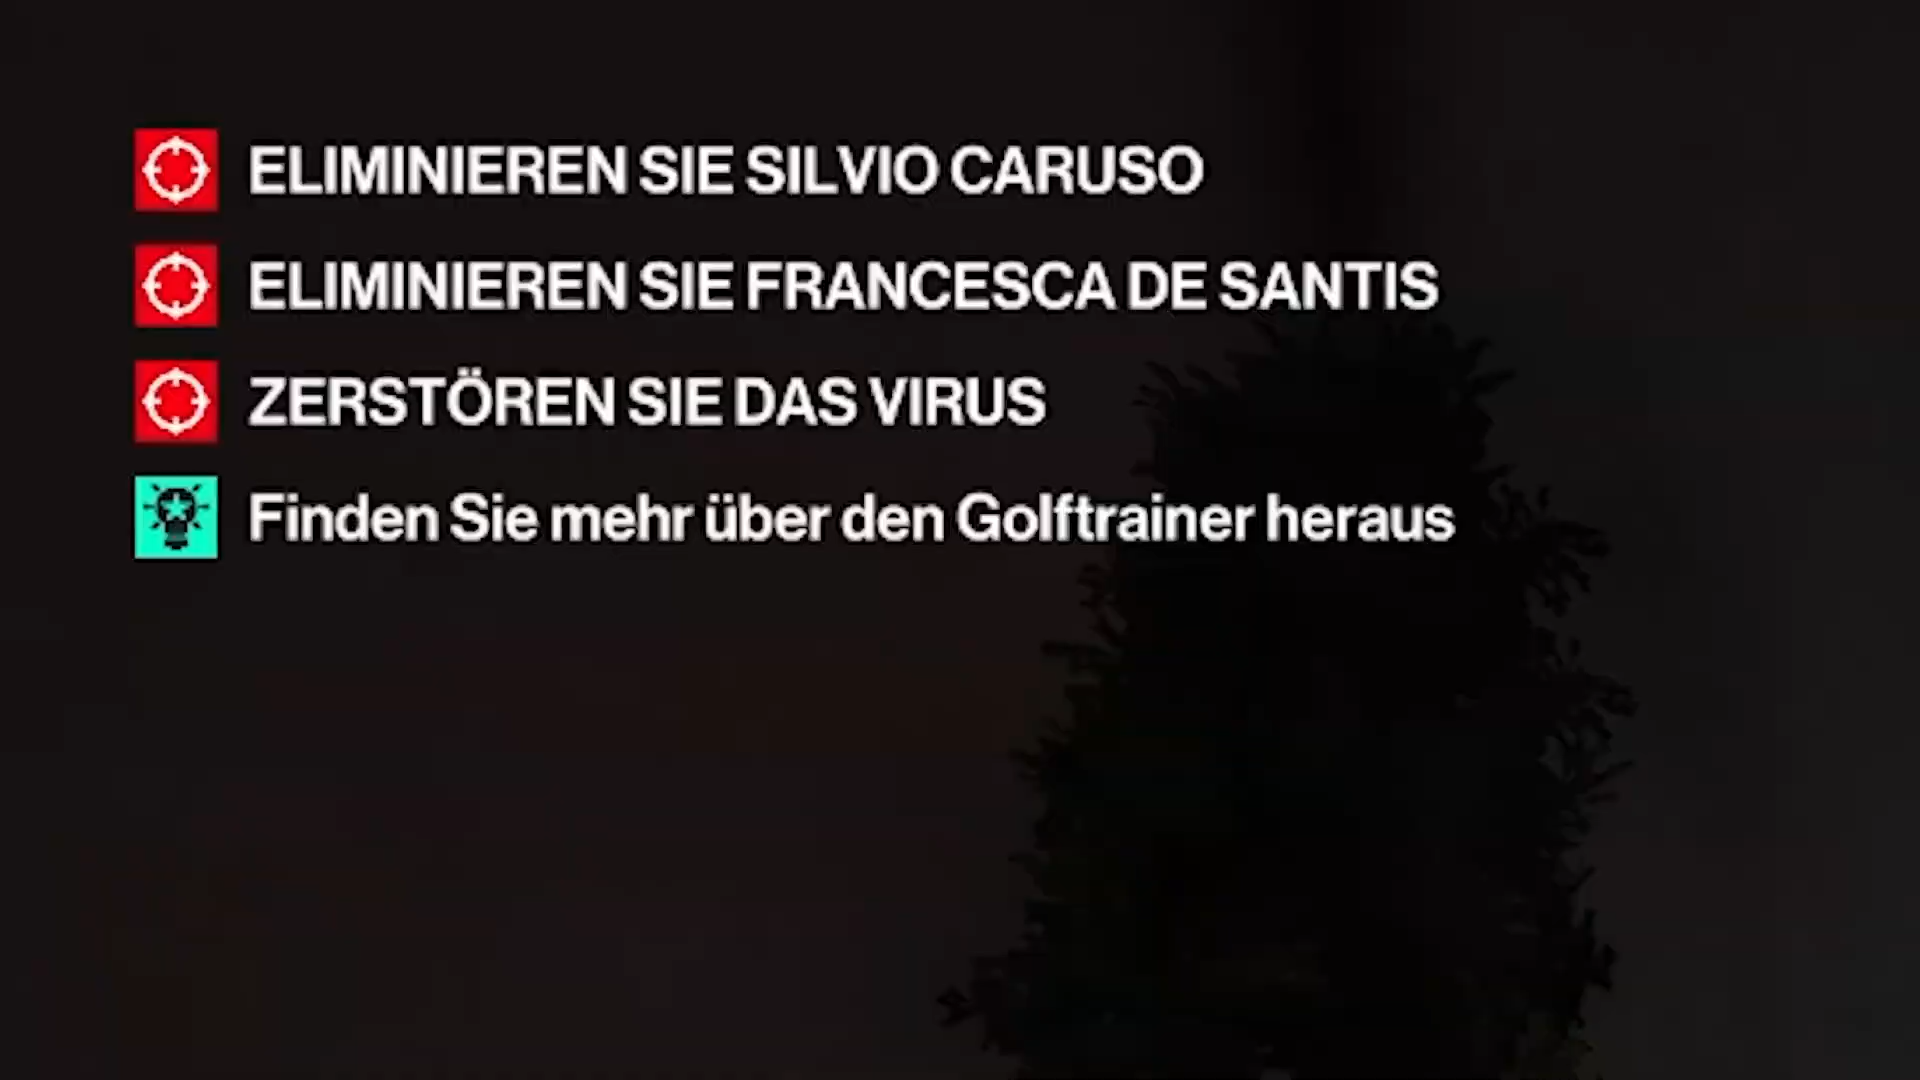 ELIMINIEREN SIE SILVIO CARUSO
ELIMINIEREN SIE FRANCESCA DE SANTIS
ZERSTÖREN SIE DAS VIRUS
Finden Sie mehr über den Golftrainer heraus